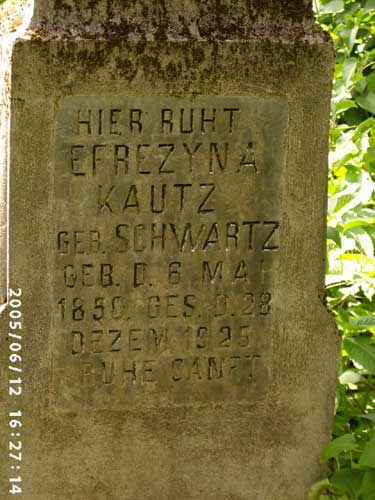 HIER RUHT
EFREZYNA
KAUTZ
GEB. SCHWARTZ
GEB. D. 6 MAI
1850. GES. D. 28
DEZEM 1925
RUHE SANFT
2005/06/12 16:27:14